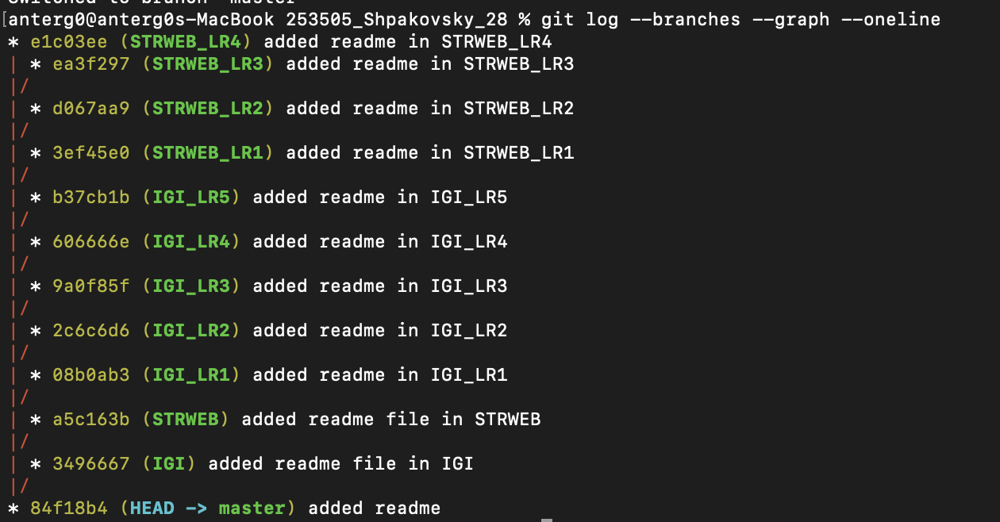 [anterg0@anterg0s-MacBook 253505_Shpakovsky_28 % git log --branches --graph --oneline
* e1c03ee (STRWEB_LR4) added readme in STRWEB_LR4
| * ea3f297 (STRWEB_LR3) added readme in STRWEB_LR3
|/
| * d067aa9 (STRWEB_LR2) added readme in STRWEB_LR2
|/
| * 3ef45e0 (STRWEB_LR1) added readme in STRWEB_LR1
|/
| * b37cb1b (IGI_LR5) added readme in IGI_LR5
|/
| * 606666e (IGI_LR4) added readme in IGI_LR4
|/
| * 9a0f85f (IGI_LR3) added readme in IGI_LR3
|/
| * 2c6c6d6 (IGI_LR2) added readme in IGI_LR2
|/
| * 08b0ab3 (IGI_LR1) added readme in IGI_LR1
|/
| * a5c163b (STRWEB) added readme file in STRWEB
|/
| * 3496667 (IGI) added readme file in IGI
|/
* 84f18b4 (HEAD -> master) added readme